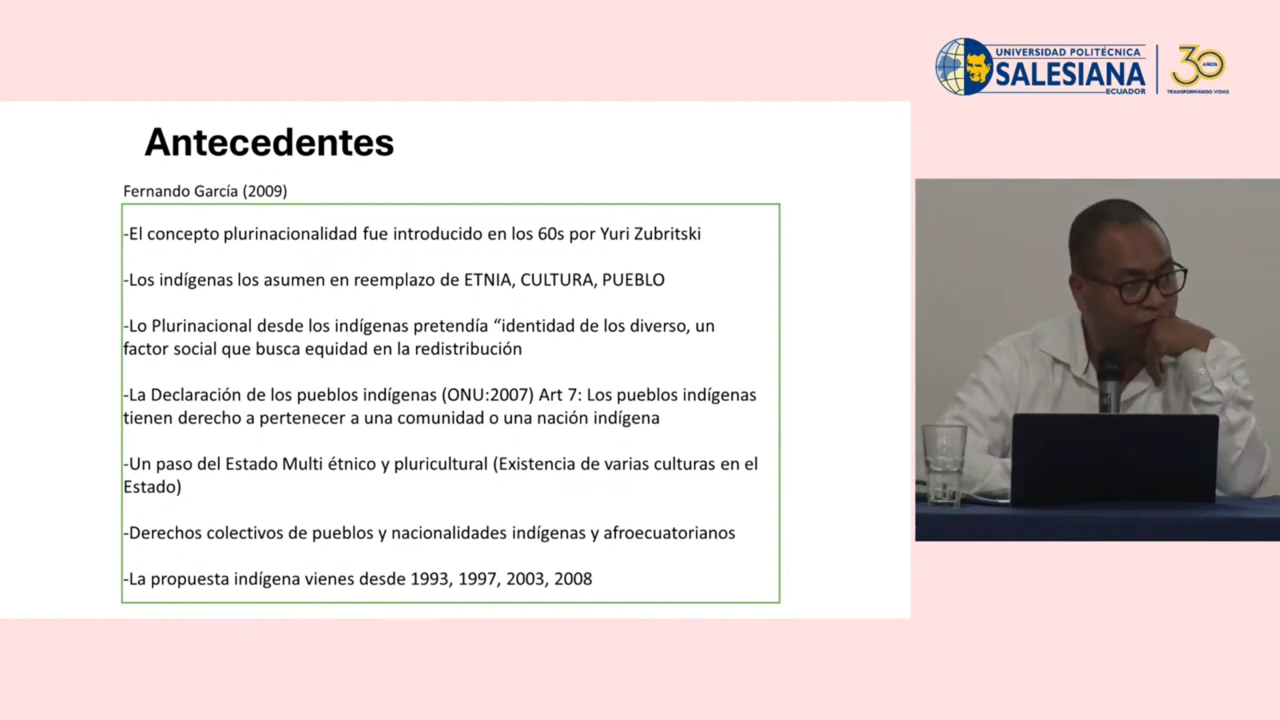 UNIVERSIDAD POLITÉCNICA
SALESIANA
ECUADOR
30
AÑOS
TRANSFORMANDO VIDAS
Antecedentes
Fernando García (2009)
-El concepto plurinacionalidad fue introducido en los 60s por Yuri Zubritski
-Los indígenas los asumen en reemplazo de ETNIA, CULTURA, PUEBLO
-Lo Plurinacional desde los indígenas pretendía “identidad de los diverso, un
factor social que busca equidad en la redistribución
-La Declaración de los pueblos indígenas (ONU:2007) Art 7: Los pueblos indígenas
tienen derecho a pertenecer a una comunidad o una nación indígena
-Un paso del Estado Multi étnico y pluricultural (Existencia de varias culturas en el
Estado)
-Derechos colectivos de pueblos y nacionalidades indígenas y afroecuatorianos
-La propuesta indígena vienes desde 1993, 1997, 2003, 2008